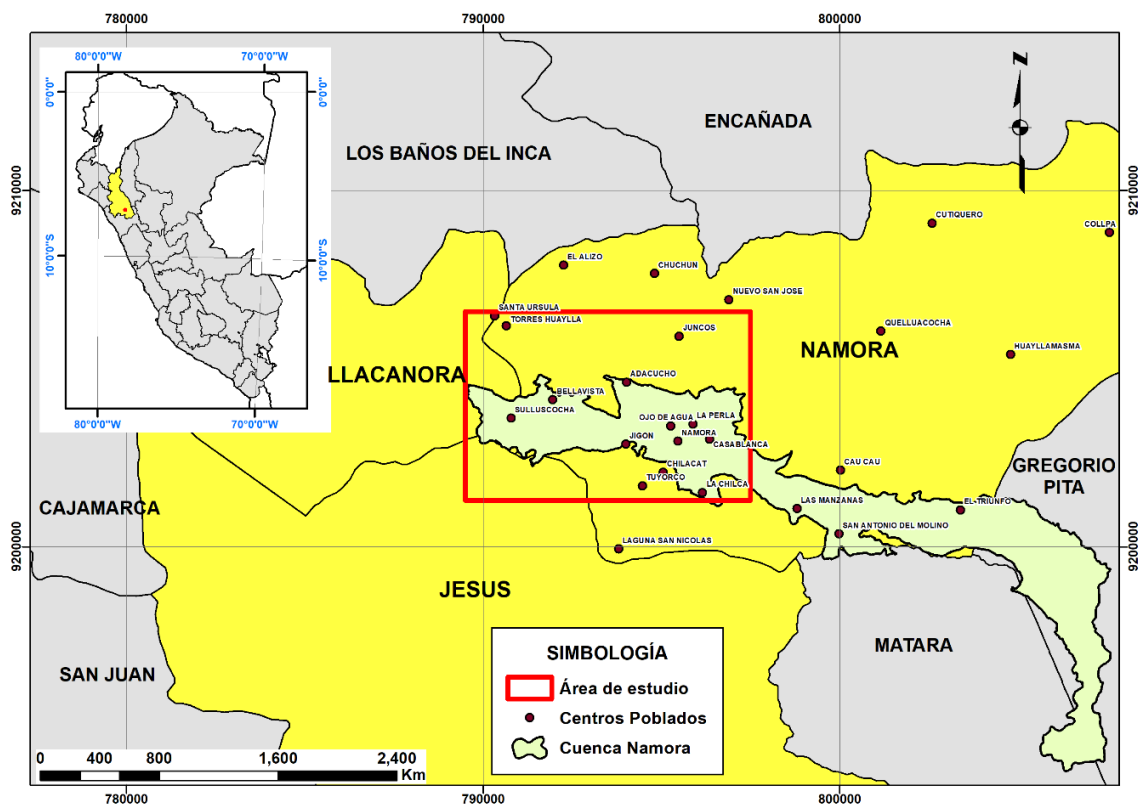 780000
790000
800000
80°0'0"W
70°0'0"W
0°0'0"
0°0'0"
10°0'0"S
10°0'0"S
80°0'0"W
70°0'0"W
Z
9210000
9210000
ENCAÑADA
LOS BAÑOS DEL INCA
CUTIQUERO
COLLPA
EL ALIZO
CHUCHUN
NUEVO SAN JOSE
SANTA URSULA
TORRES HUAYLLA
JUNCOS
QUELLUACOCHA
NAMORA
HUAYLLAMASMA
LLACANORA
ADACUCHO
BELLAVISTA
SULLUSCOCHA
OJO DE AGUA
LA PERLA
NAMORA
CASABLANCA
JIGON
CHILACAT
TUYORCO
LA CHILCA
CAU CAU
GREGORIO
PITA
CAJAMARCA
LAS MANZANAS
EL TRIUNFO
SAN ANTONIO DEL MOLINO
LAGUNA SAN NICOLAS
9200000
9200000
JESUS
MATARA
SAN JUAN
SIMBOLOGÍA
Área de estudio
Centros Poblados
Cuenca Namora
0 400 800 1,600 2,400
Km
780000
790000
800000